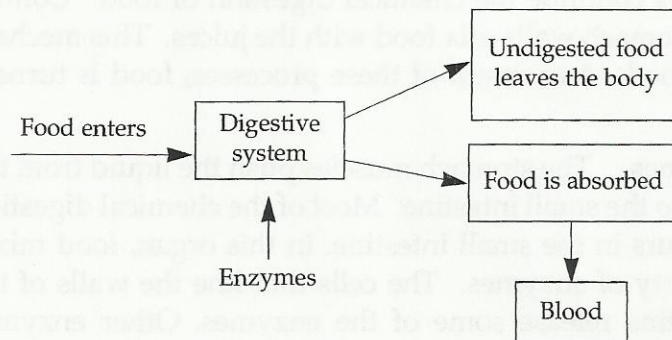 Undigested food
leaves the body
Food enters
Digestive
system
Food is absorbed
Enzymes
Blood